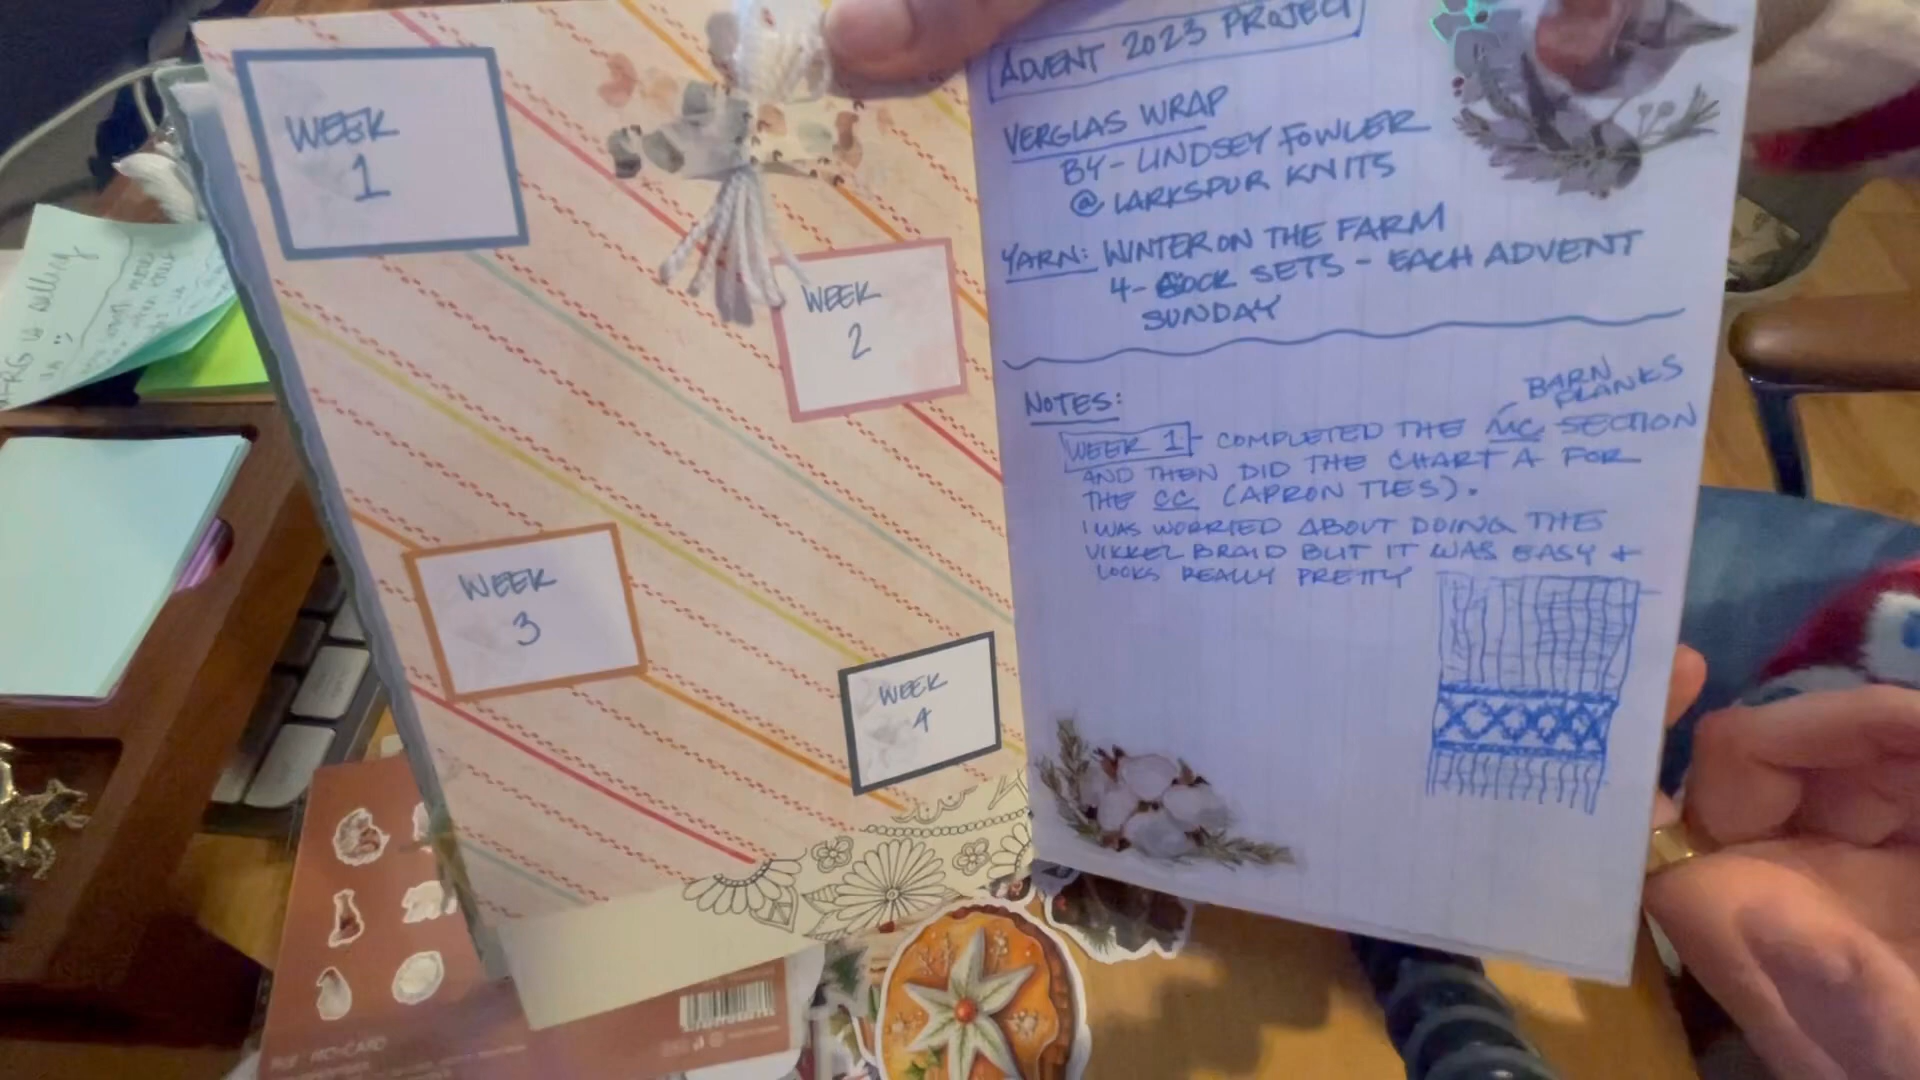 WEEK
1
WEEK
2
WEEK
3
WEEK
4
ADVENT 2023 PROJECT
VERGLAS WRAP
BY- LINDSEY FOWLER
@ LARKSPUR KNITS
YARN: WINTER ON THE FARM
4- SOCK SETS - EACH ADVENT
SUNDAY
NOTES:
BARN
PLANKS
WEEK 1 - COMPLETED THE MC SECTION
AND THEN DID THE CHART A FOR
THE CC (APRON TIES).
I WAS WORRIED ABOUT DOING THE
VIKKEL BRAID BUT IT WAS EASY +
LOOKS REALLY PRETTY